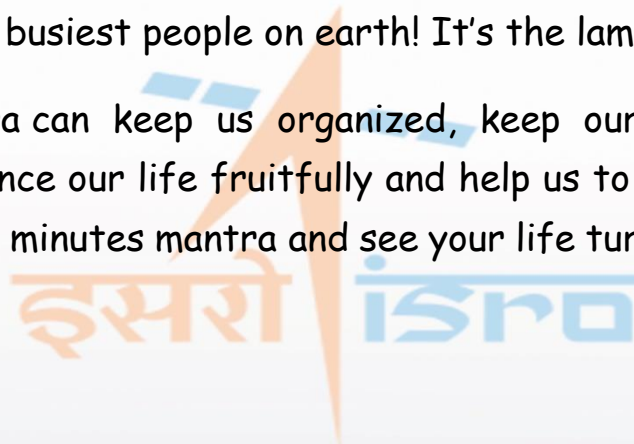 busiest people on earth! It's the lam
a can keep us organized, keep our
nce our life fruitfully and help us to
minutes mantra and see your life tur
इसरो isro